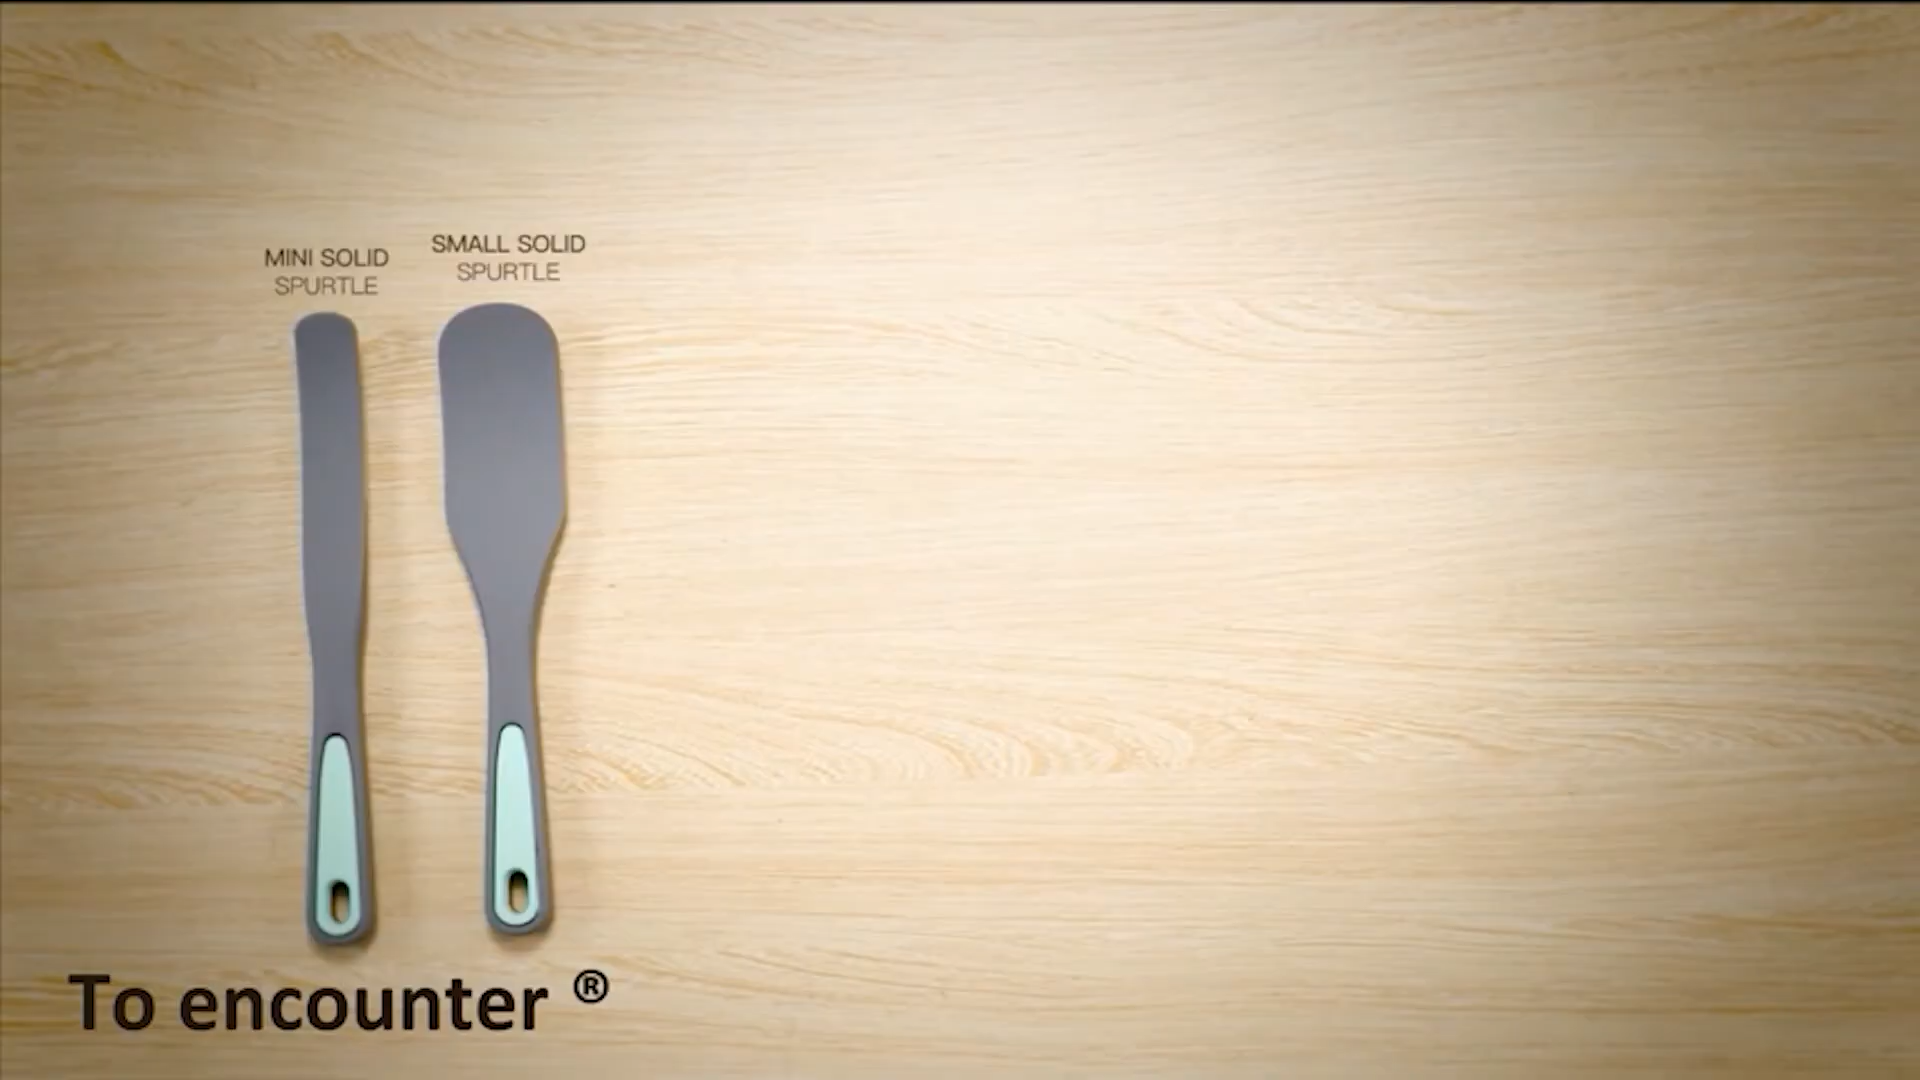 MINI SOLID
SPURTLE
SMALL SOLID
SPURTLE
To encounter ®